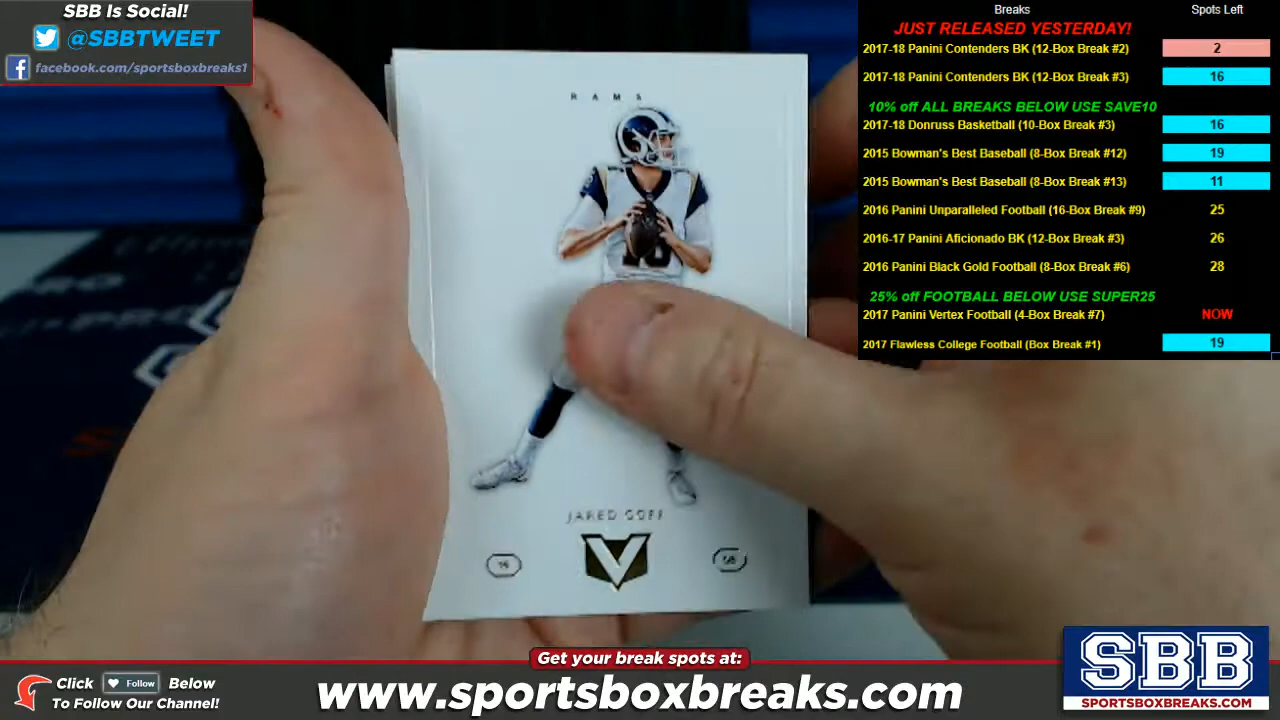 SBB Is Social!
@SBBTWEET
facebook.com/sportsboxbreaks1
Breaks Spots Left
JUST RELEASED YESTERDAY!
2017-18 Panini Contenders BK (12-Box Break #2) 2
2017-18 Panini Contenders BK (12-Box Break #3) 16
10% off ALL BREAKS BELOW USE SAVE10
2017-18 Donruss Basketball (10-Box Break #3) 16
2015 Bowman's Best Baseball (8-Box Break #12) 19
2015 Bowman's Best Baseball (8-Box Break #13) 11
2016 Panini Unparalleled Football (16-Box Break #9) 25
2016-17 Panini Aficionado BK (12-Box Break #3) 26
2016 Panini Black Gold Football (8-Box Break #6) 28
25% off FOOTBALL BELOW USE SUPER25
2017 Panini Vertex Football (4-Box Break #7) NOW
2017 Flawless College Football (Box Break #1) 19
RAMS
JARED GOFF
V
Get your break spots at:
Click Follow Below
To Follow Our Channel!
www.sportsboxbreaks.com
SBB
SPORTSBOXBREAKS.COM